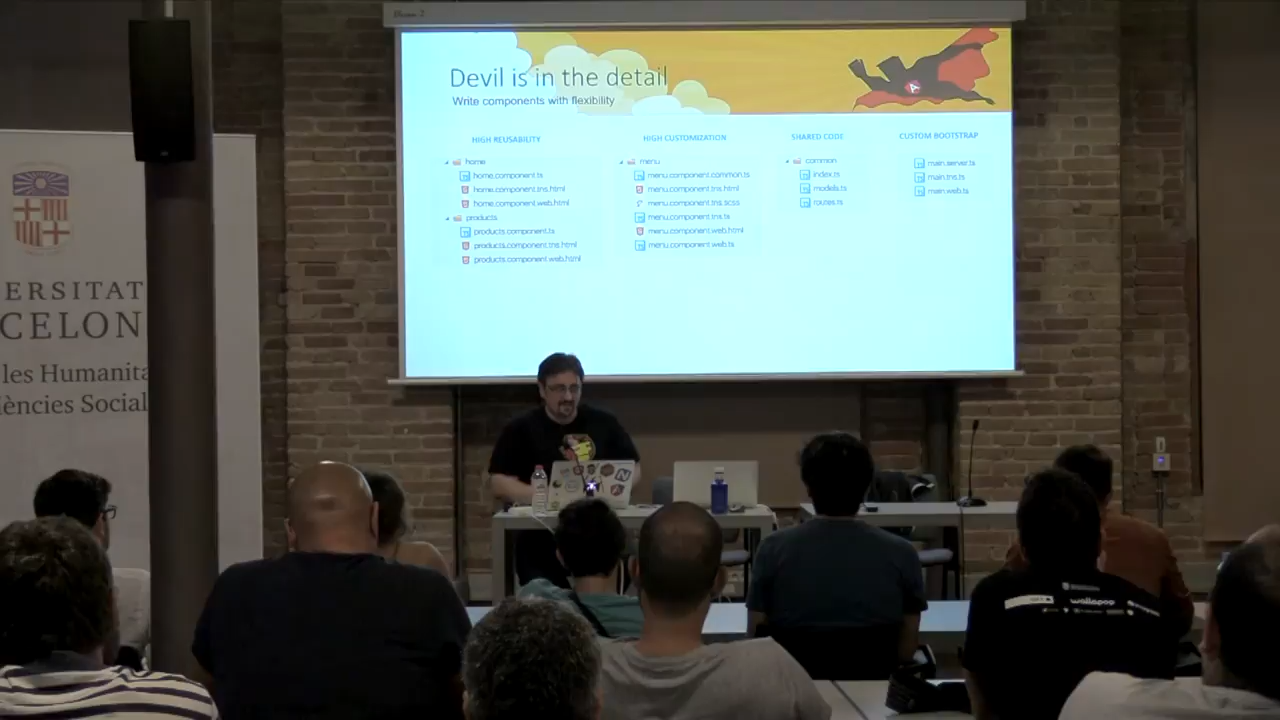 Devil is in the detail
Write components with flexibility
HIGH REUSABILITY
home
home.component.ts
home.component.tns.html
home.component.web.html
products
products.component.ts
products.component.tns.html
products.component.web.html
HIGH CUSTOMIZATION
menu
menu.component.common.ts
menu.component.tns.html
menu.component.tns.scss
menu.component.tns.ts
menu.component.web.html
menu.component.web.ts
SHARED CODE
common
index.ts
models.ts
routes.ts
CUSTOM BOOTSTRAP
main.server.ts
main.tns.ts
main.web.ts
ERSITAT
CELON
les Humanita
iències Social
wallapop